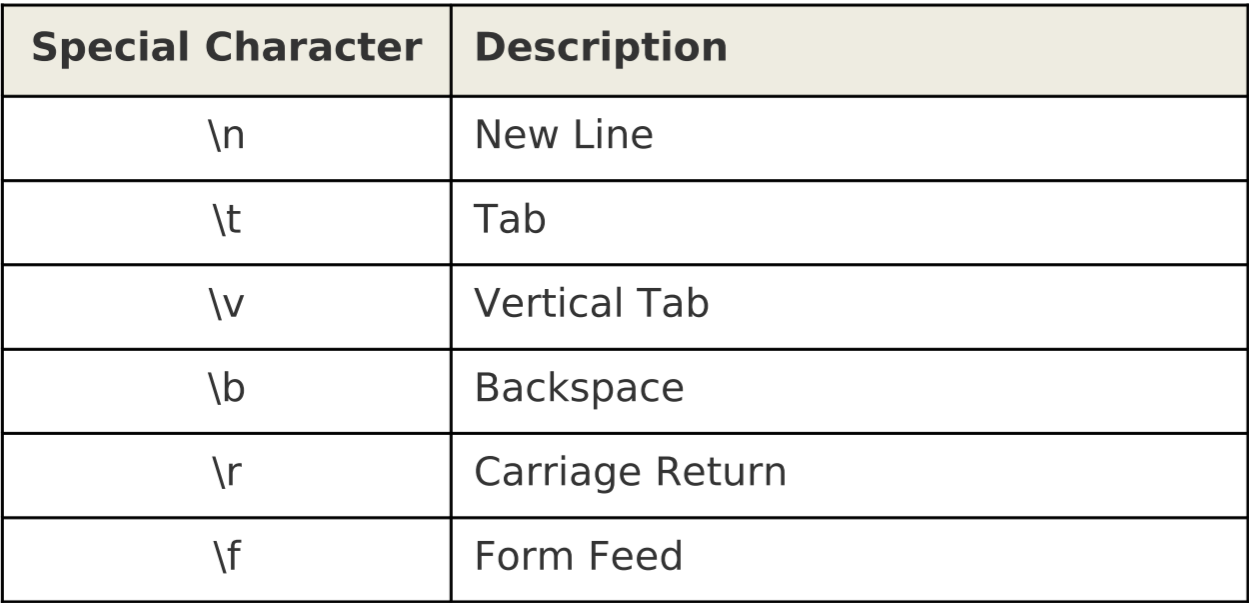 Special Character Description
\n New Line
\t Tab
\v Vertical Tab
\b Backspace
\r Carriage Return
\f Form Feed